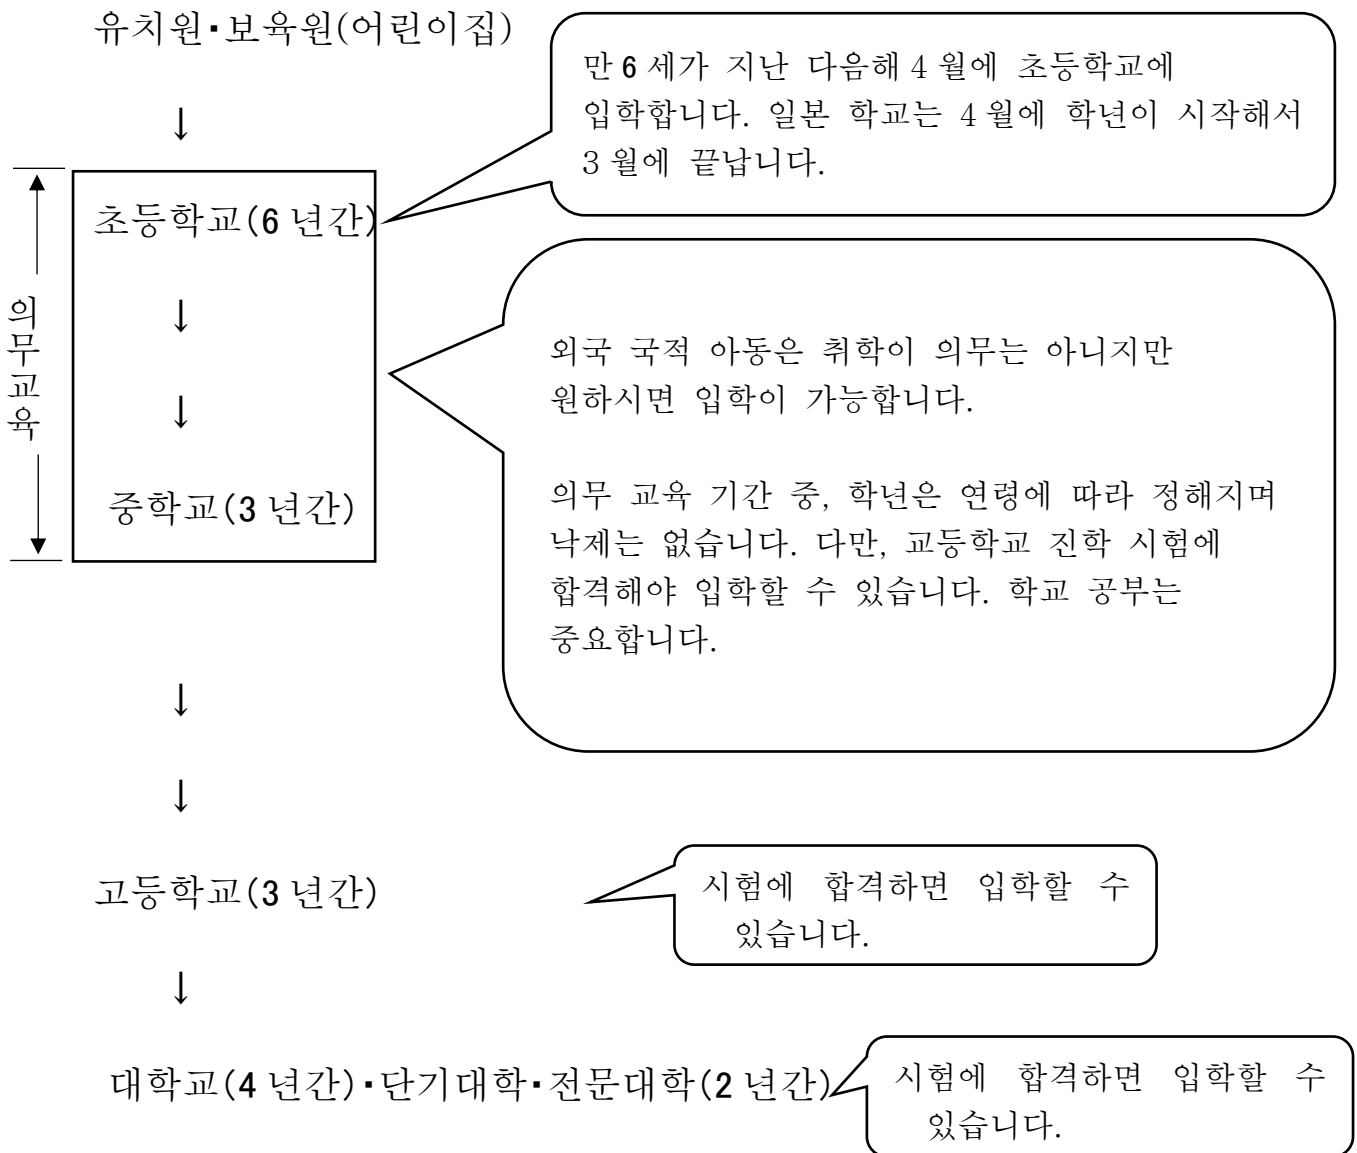 유치원▪보육원(어린이집)
만 6 세가 지난 다음해 4 월에 초등학교에
입학합니다. 일본 학교는 4 월에 학년이 시작해서
3 월에 끝납니다.
↓
의무교육
초등학교(6 년간)
↓
↓
중학교(3 년간)
외국 국적 아동은 취학이 의무는 아니지만
원하시면 입학이 가능합니다.
의무 교육 기간 중, 학년은 연령에 따라 정해지며
낙제는 없습니다. 다만, 교등학교 진학 시험에
합격해야 입학할 수 있습니다. 학교 공부는
중요합니다.
↓
↓
고등학교(3 년간)
시험에 합격하면 입학할 수
있습니다.
↓
대학교(4 년간)▪단기대학▪전문대학(2 년간)
시험에 합격하면 입학할 수
있습니다.